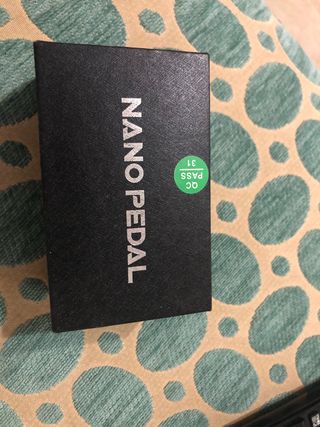 NANO PEDAL
QC
PASS
31